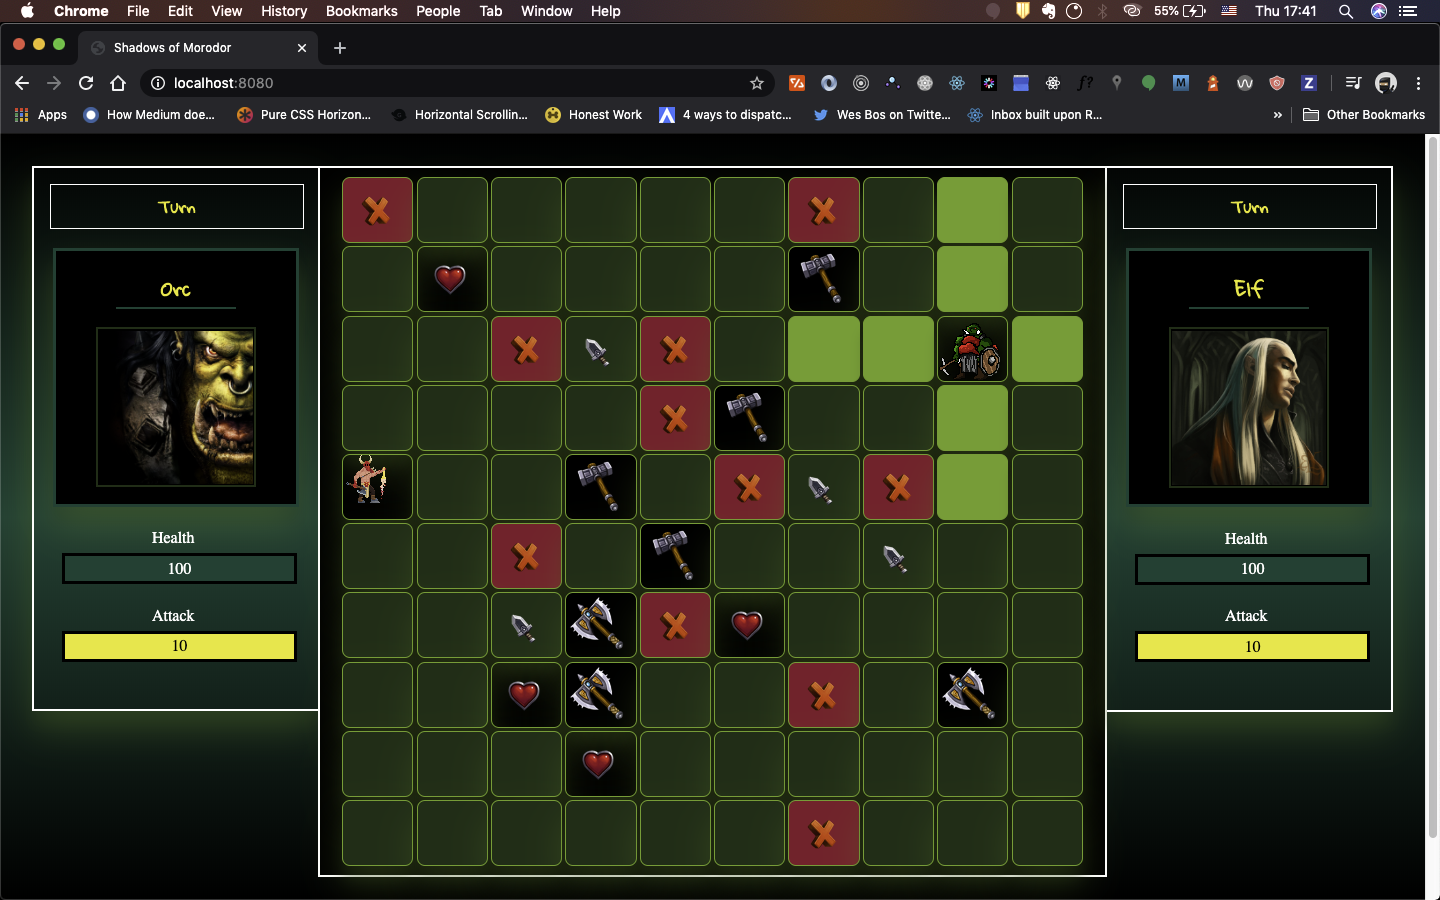 Chrome File Edit View History Bookmarks People Tab Window Help 55% Thu 17:41
Shadows of Morodor
localhost:8080
Apps How Medium doe... Pure CSS Horizon... Horizontal Scrollin... Honest Work 4 ways to dispatc... Wes Bos on Twitte... Inbox built upon R... » Other Bookmarks
Turn
Orc
Health
100
Attack
10
Turn
Elf
Health
100
Attack
10